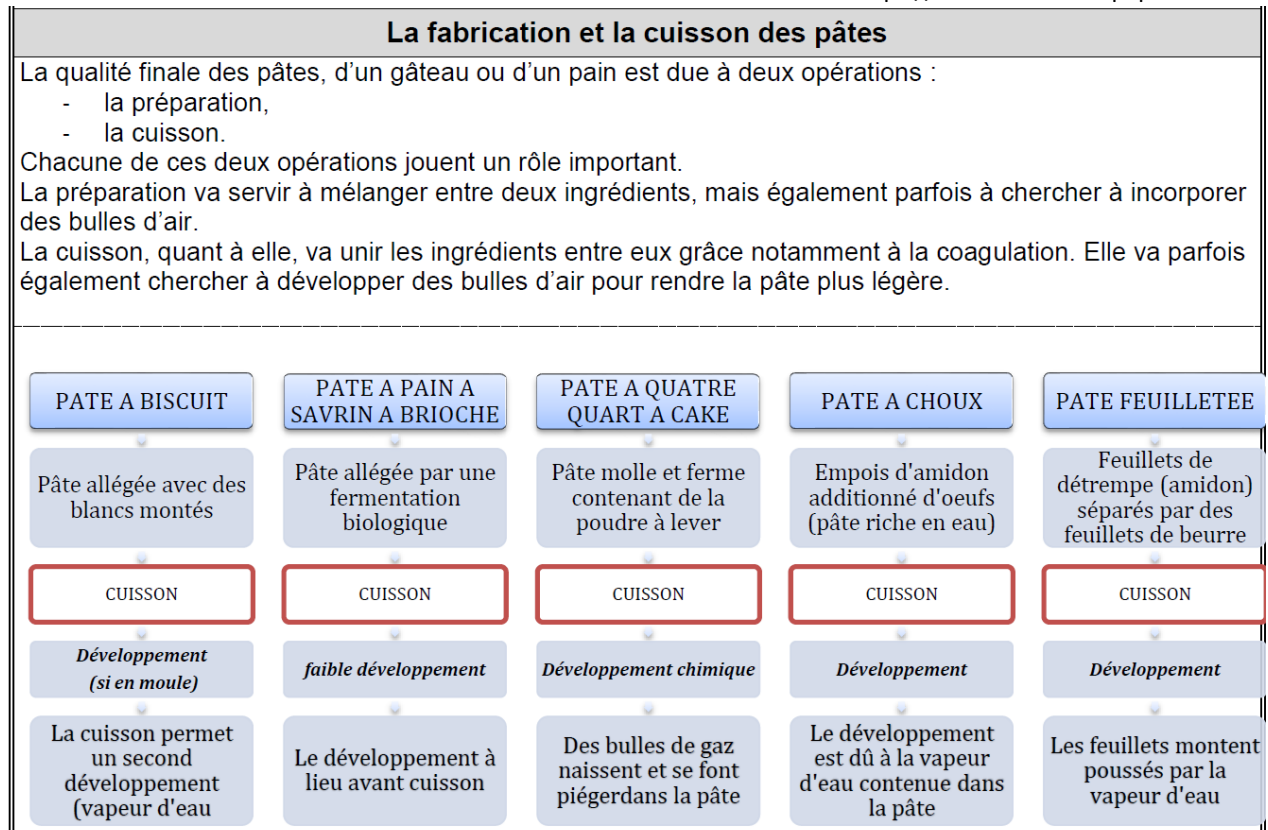 La fabrication et la cuisson des pâtes
La qualité finale des pâtes, d'un gâteau ou d'un pain est due à deux opérations :
- la préparation,
- la cuisson.
Chacune de ces deux opérations jouent un rôle important.
La préparation va servir à mélanger entre deux ingrédients, mais également parfois à chercher à incorporer
des bulles d'air.
La cuisson, quant à elle, va unir les ingrédients entre eux grâce notamment à la coagulation. Elle va parfois
également chercher à développer des bulles d'air pour rendre la pâte plus légère.
PATE A BISCUIT
Pâte allégée avec des
blancs montés
CUISSON
Développement
(si en moule)
La cuisson permet
un second
développement
(vapeur d'eau
PATE A PAIN A
SAVRIN A BRIOCHE
Pâte allégée par une
fermentation
biologique
CUISSON
faible développement
Le développement à
lieu avant cuisson
PATE A QUATRE
QUART A CAKE
Pâte molle et ferme
contenant de la
poudre à lever
CUISSON
Développement chimique
Des bulles de gaz
naissent et se font
piégerdans la pâte
PATE A CHOUX
Empois d'amidon
additionné d'oeufs
(pâte riche en eau)
CUISSON
Développement
Le développement
est dû à la vapeur
d'eau contenue dans
la pâte
PATE FEUILLETEE
Feuillets de
détrempe (amidon)
séparés par des
feuillets de beurre
CUISSON
Développement
Les feuillets montent
poussés par la
vapeur d'eau